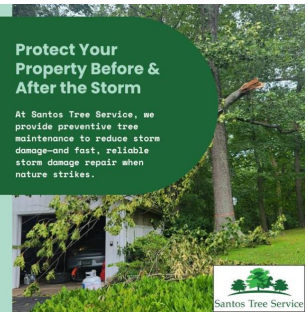 Protect Your
Property Before &
After the Storm
At Santos Tree Service, we
provide preventive tree
maintenance to reduce storm
damage—and fast, reliable
storm damage repair when
nature strikes.
Santos Tree Service